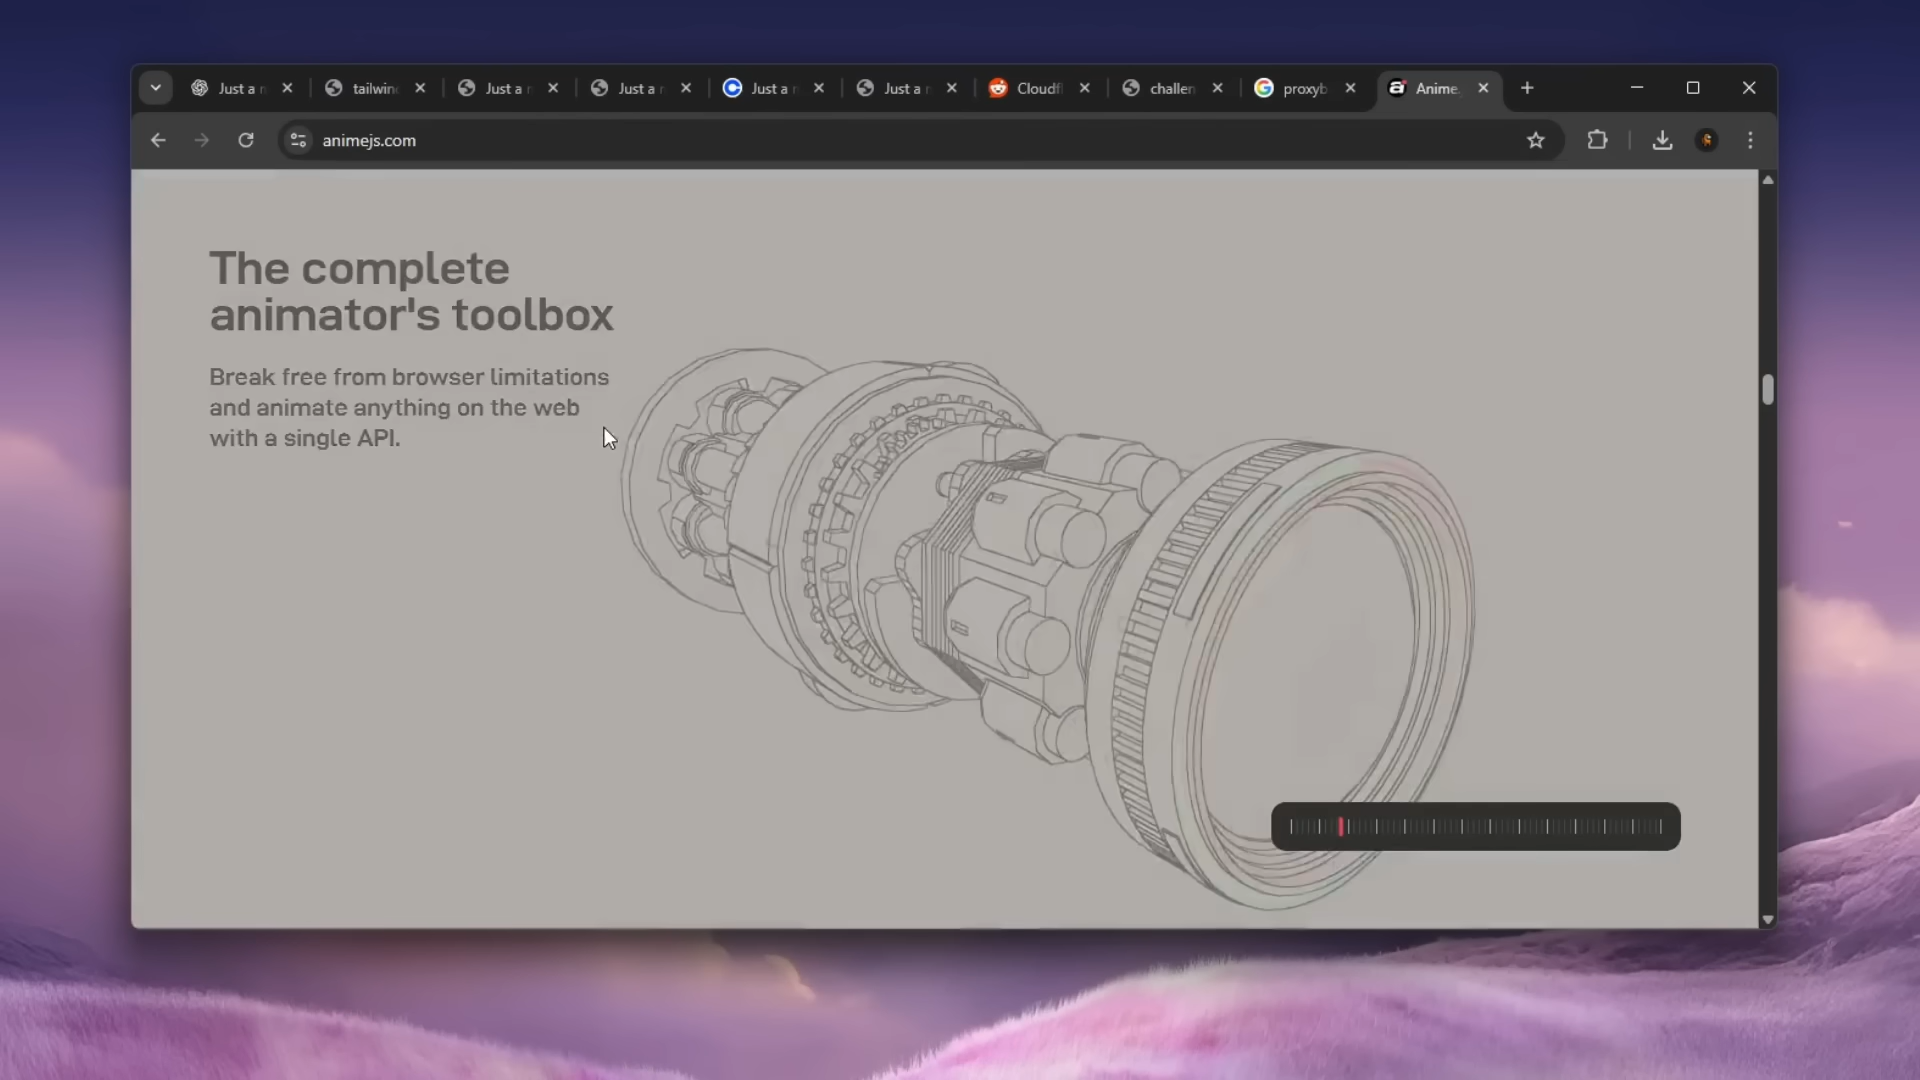 Just a
tailwin
Just a
Just a
Just a
Just a
Cloudf
challen
proxyb
Anime.
animejs.com
The complete
animator's toolbox
Break free from browser limitations
and animate anything on the web
with a single API.